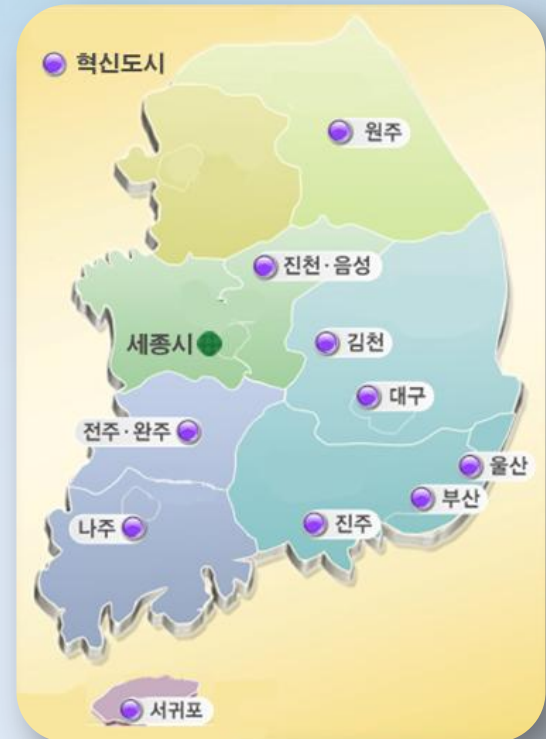 혁신도시
원주
진천·음성
세종시
김천
대구
전주·완주
울산
부산
나주
진주
서귀포